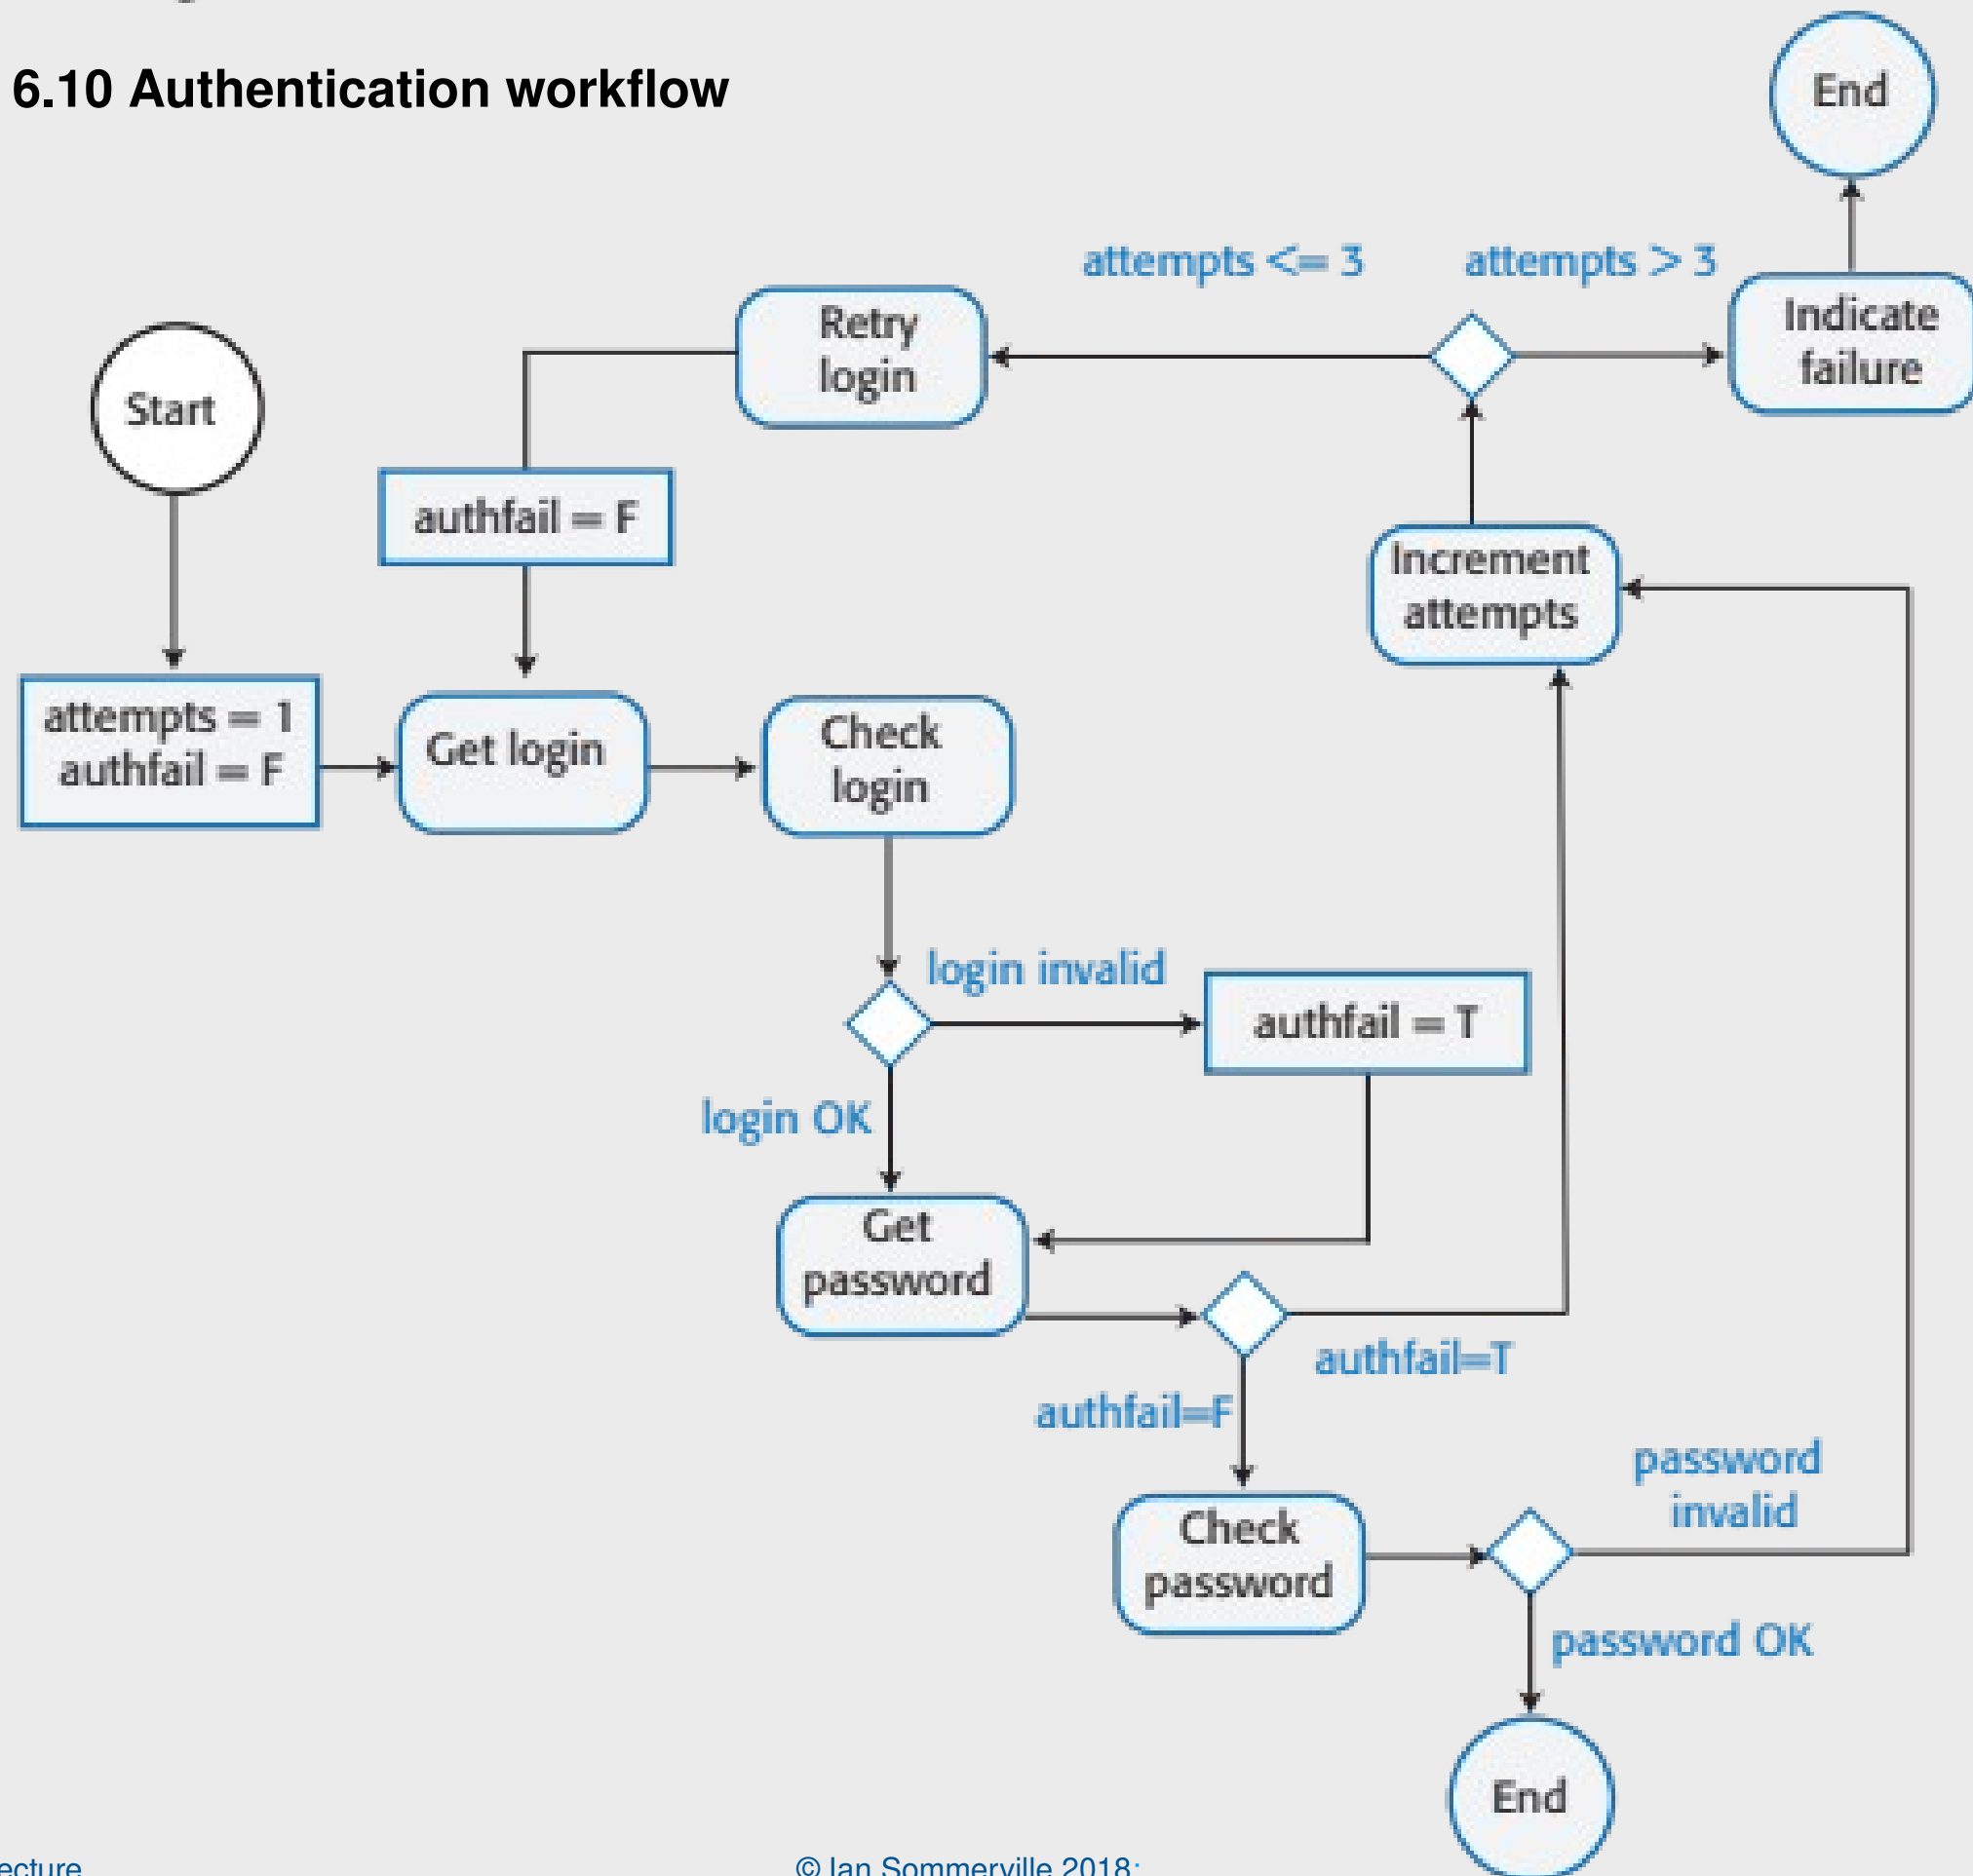 6.10 Authentication workflow
End
attempts <= 3
attempts > 3
Retry
login
Indicate
failure
Start
authfail = F
Increment
attempts
attempts = 1
authfail = F
Get login
Check
login
login invalid
authfail = T
login OK
Get
password
authfail=T
authfail=F
Check
password
password
invalid
password OK
End
ecture
© Ian Sommerville 2018: